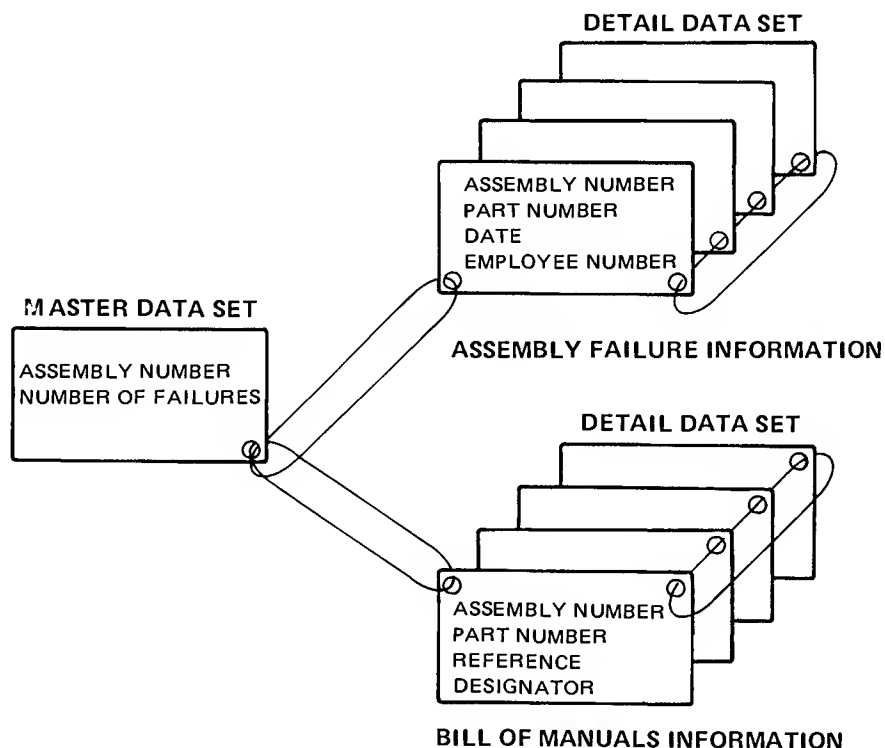 DETAIL DATA SET
ASSEMBLY NUMBER
PART NUMBER
DATE
EMPLOYEE NUMBER
ASSEMBLY FAILURE INFORMATION
MASTER DATA SET
ASSEMBLY NUMBER
NUMBER OF FAILURES
DETAIL DATA SET
ASSEMBLY NUMBER
PART NUMBER
REFERENCE
DESIGNATOR
BILL OF MANUALS INFORMATION